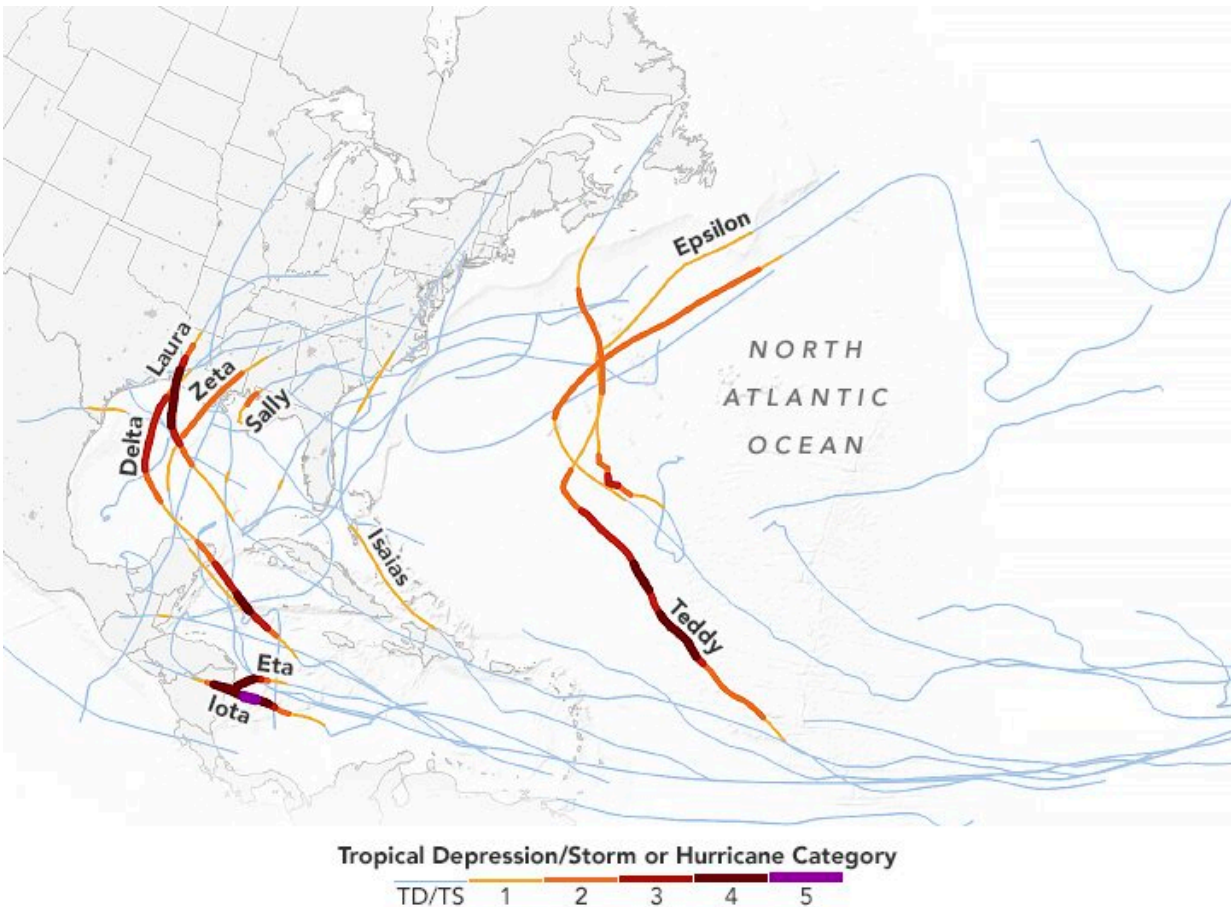 Epsilon
Laura
Zeta
Sally
Delta
NORTH
ATLANTIC
OCEAN
Isaias
Teddy
Eta
Iota
Tropical Depression/Storm or Hurricane Category
TD/TS 1 2 3 4 5